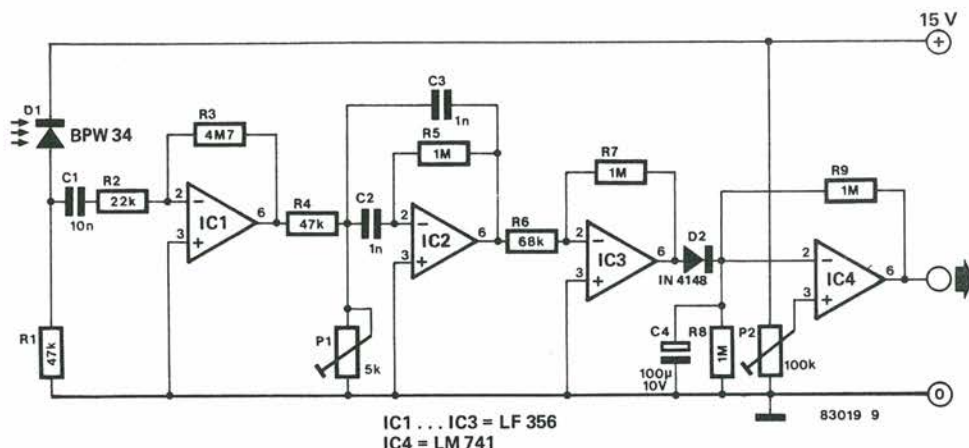 15 V
+
D1
BPW 34
C1
10n
R2
22k
R3
4M7
2
−
3
+
IC1
6
R4
47k
C3
1n
R5
1M
C2
1n
2
−
3
+
IC2
6
R6
68k
R7
1M
2
−
3
+
IC3
6
D2
IN 4148
R9
1M
2
−
3
+
IC4
6
R1
47k
P1
5k
C4
100µ
10V
R8
1M
P2
100k
0
83019 9
IC1 . . . IC3 = LF 356
IC4 = LM 741